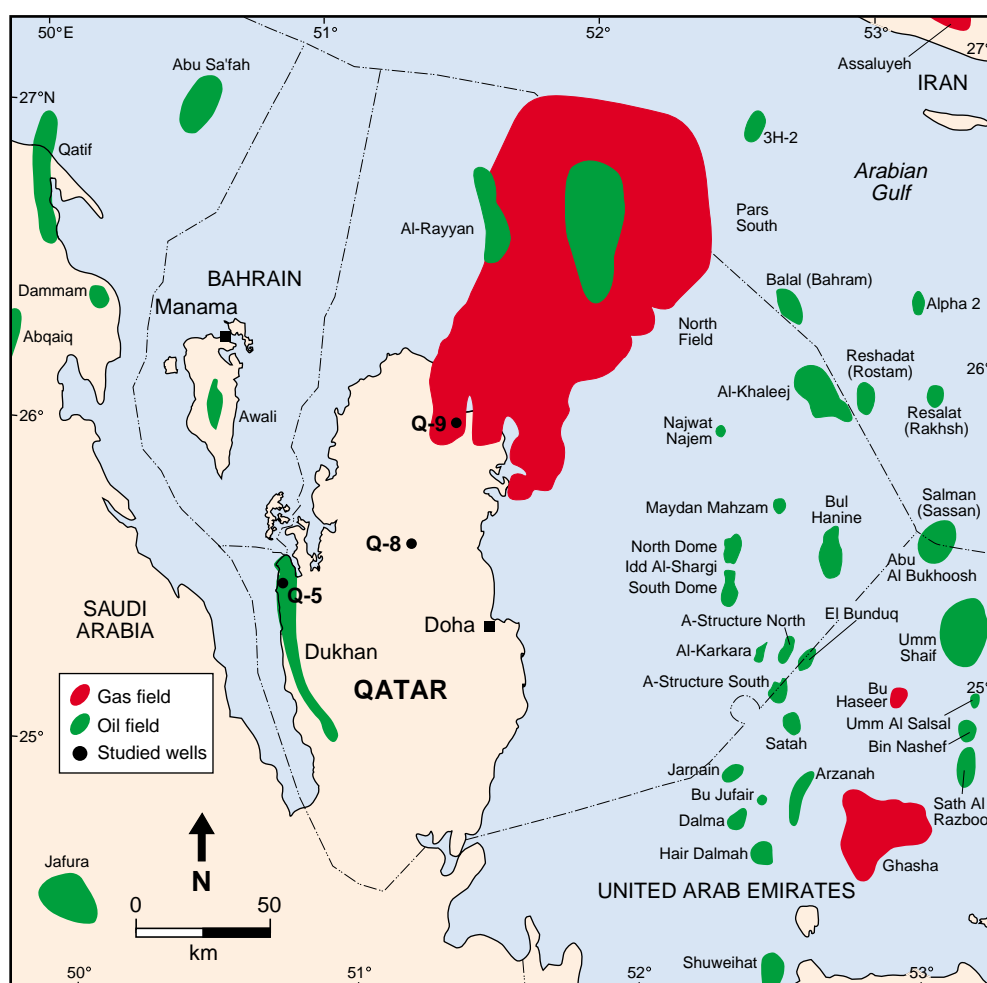 50°E
51°
52°
53°
27°
Assaluyeh
IRAN
Abu Sa'fah
27°N
Qatif
3H-2
Arabian
Gulf
Pars
South
Al-Rayyan
BAHRAIN
Manama
Dammam
Balal (Bahram)
Alpha 2
Abqaiq
North
Field
Reshadat
(Rostam)
26°
Al-Khaleej
Resalat
(Rakhsh)
26°
Awali
Q-9
Najwat
Najem
Maydan Mahzam
Bul
Hanine
Salman
(Sassan)
Q-8
North Dome
Idd Al-Shargi
South Dome
Abu
Al Bukhoosh
Q-5
SAUDI
ARABIA
Doha
A-Structure North
El Bunduq
Umm
Shaif
Dukhan
Al-Karkara
QATAR
A-Structure South
Bu
Haseer
25°
Gas field
Oil field
Studied wells
Umm Al Salsal
25°
Satah
Bin Nashef
Jarnain
Arzanah
Bu Jufair
Sath Al
Razboo
Dalma
Hair Dalmah
Ghasha
Jafura
N
UNITED ARAB EMIRATES
0
50
km
Shuweihat
50°
51°
52°
53°